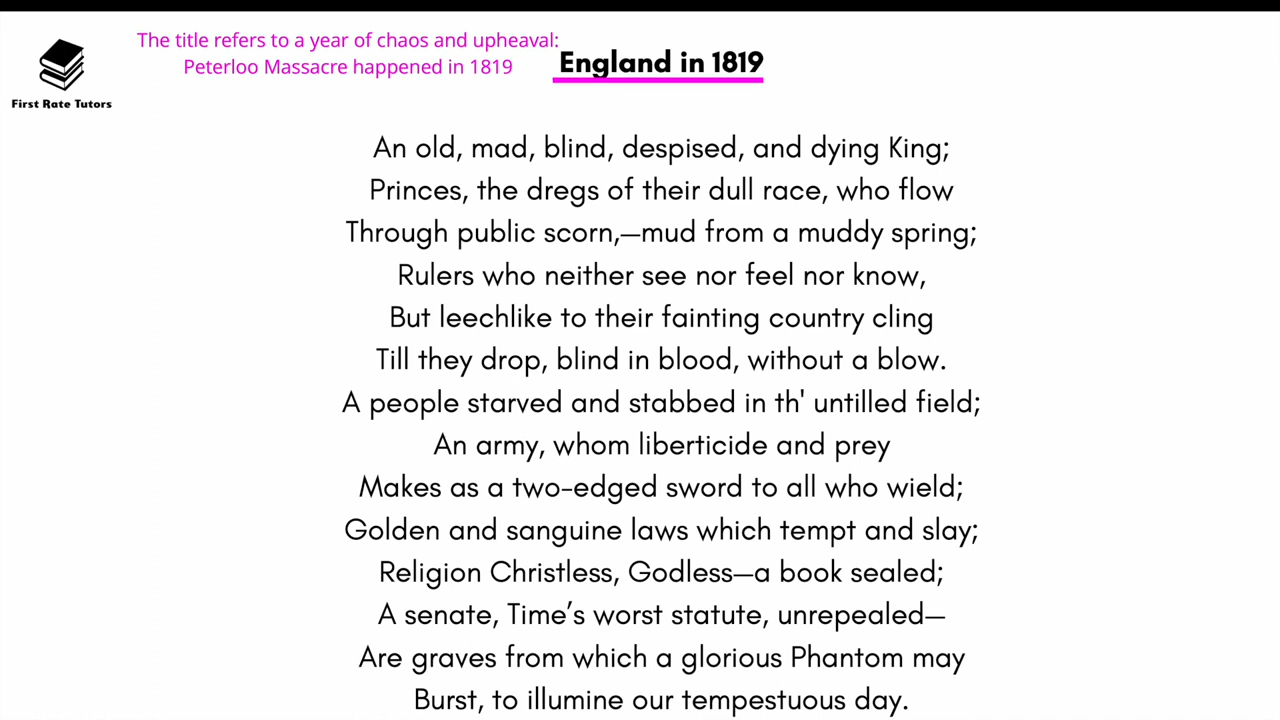 The title refers to a year of chaos and upheaval:
Peterloo Massacre happened in 1819
England in 1819
First Rate Tutors
An old, mad, blind, despised, and dying King;
Princes, the dregs of their dull race, who flow
Through public scorn,—mud from a muddy spring;
Rulers who neither see nor feel nor know,
But leechlike to their fainting country cling
Till they drop, blind in blood, without a blow.
A people starved and stabbed in th' untilled field;
An army, whom liberticide and prey
Makes as a two-edged sword to all who wield;
Golden and sanguine laws which tempt and slay;
Religion Christless, Godless—a book sealed;
A senate, Time’s worst statute, unrepealed—
Are graves from which a glorious Phantom may
Burst, to illumine our tempestuous day.